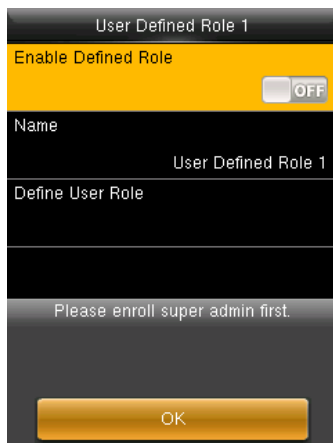 User Defined Role 1
Enable Defined Role
OFF
Name
User Defined Role 1
Define User Role
Please enroll super admin first.
OK